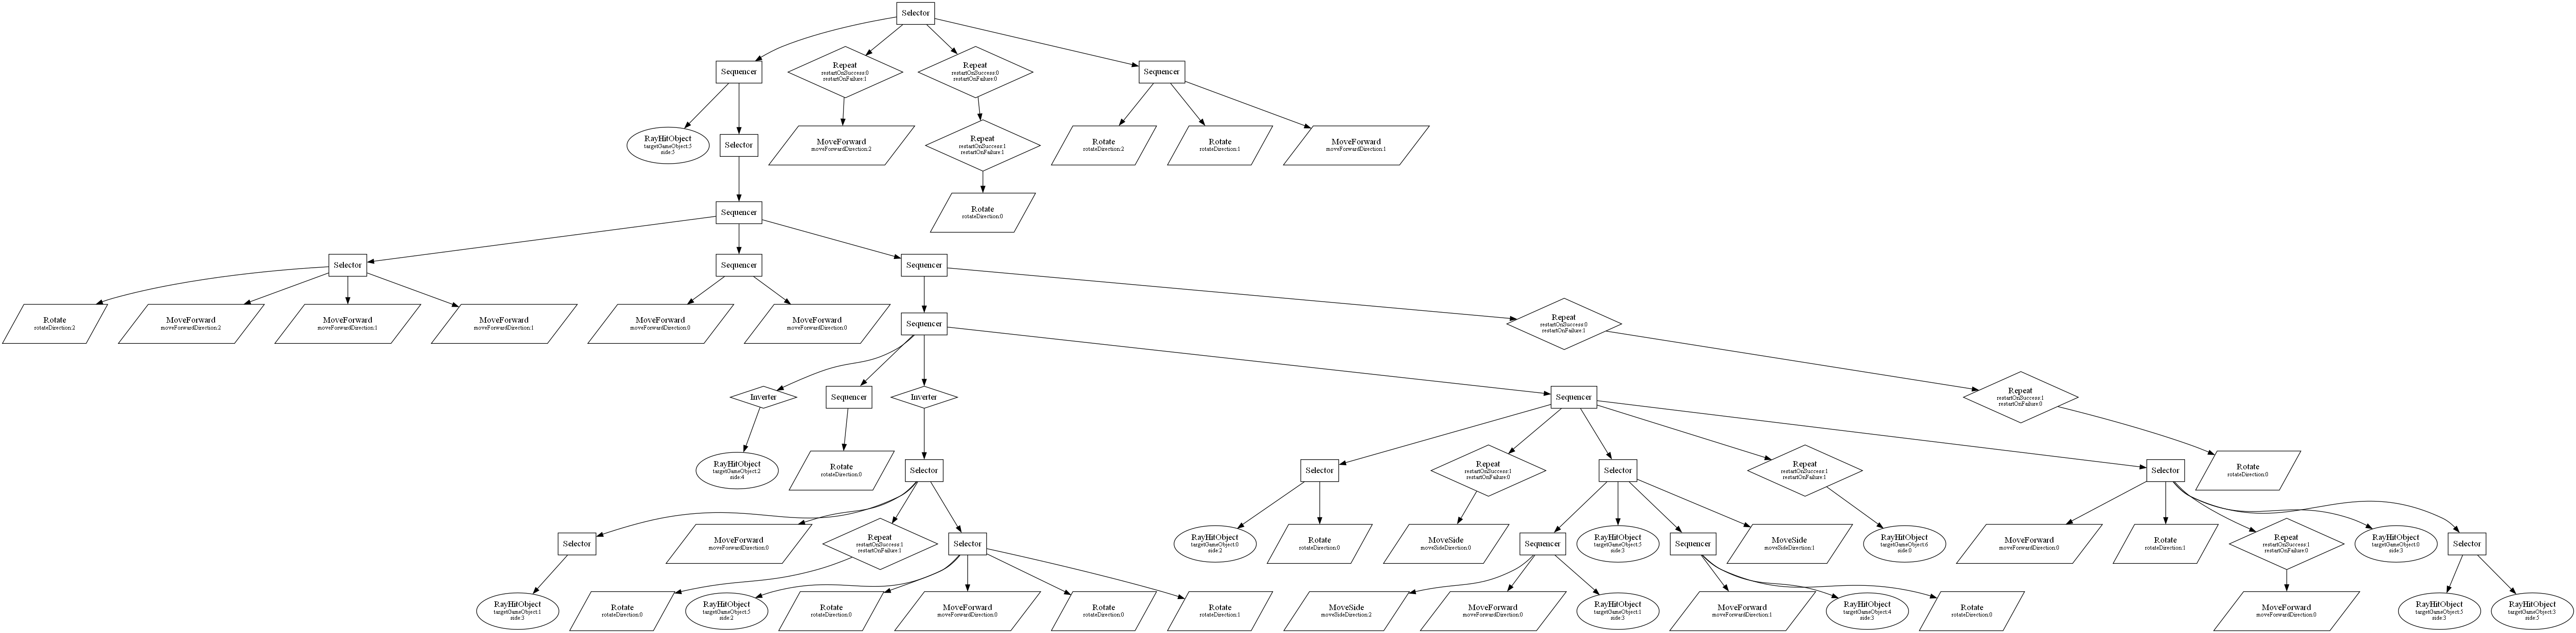 Selector
Sequencer
Repeat
restartOnSuccess:0
restartOnFailure:1
Repeat
restartOnSuccess:0
restartOnFailure:0
Sequencer
RayHitObject
targetGameObject:5
side:5
Selector
MoveForward
moveForwardDirection:2
Repeat
restartOnSuccess:1
restartOnFailure:1
Rotate
rotateDirection:2
Rotate
rotateDirection:1
MoveForward
moveForwardDirection:1
Sequencer
Rotate
rotateDirection:0
Selector
Sequencer
Sequencer
Rotate
rotateDirection:2
MoveForward
moveForwardDirection:2
MoveForward
moveForwardDirection:1
MoveForward
moveForwardDirection:1
MoveForward
moveForwardDirection:0
MoveForward
moveForwardDirection:0
Sequencer
Repeat
restartOnSuccess:0
restartOnFailure:1
Inverter
Sequencer
Inverter
Sequencer
Repeat
restartOnSuccess:1
restartOnFailure:0
RayHitObject
targetGameObject:2
side:4
Rotate
rotateDirection:0
Selector
Selector
Repeat
restartOnSuccess:1
restartOnFailure:0
Selector
Repeat
restartOnSuccess:1
restartOnFailure:1
Selector
Rotate
rotateDirection:0
Selector
MoveForward
moveForwardDirection:0
Repeat
restartOnSuccess:1
restartOnFailure:1
Selector
RayHitObject
targetGameObject:0
side:2
Rotate
rotateDirection:0
MoveSide
moveSideDirection:0
Sequencer
RayHitObject
targetGameObject:5
side:3
Sequencer
MoveSide
moveSideDirection:1
RayHitObject
targetGameObject:6
side:0
MoveForward
moveForwardDirection:0
Rotate
rotateDirection:1
Repeat
restartOnSuccess:1
restartOnFailure:0
RayHitObject
targetGameObject:0
side:3
Selector
RayHitObject
targetGameObject:1
side:3
Rotate
rotateDirection:0
RayHitObject
targetGameObject:5
side:2
Rotate
rotateDirection:0
MoveForward
moveForwardDirection:0
Rotate
rotateDirection:0
Rotate
rotateDirection:1
MoveSide
moveSideDirection:2
MoveForward
moveForwardDirection:0
RayHitObject
targetGameObject:1
side:3
MoveForward
moveForwardDirection:1
RayHitObject
targetGameObject:4
side:3
Rotate
rotateDirection:0
MoveForward
moveForwardDirection:0
RayHitObject
targetGameObject:5
side:3
RayHitObject
targetGameObject:3
side:5